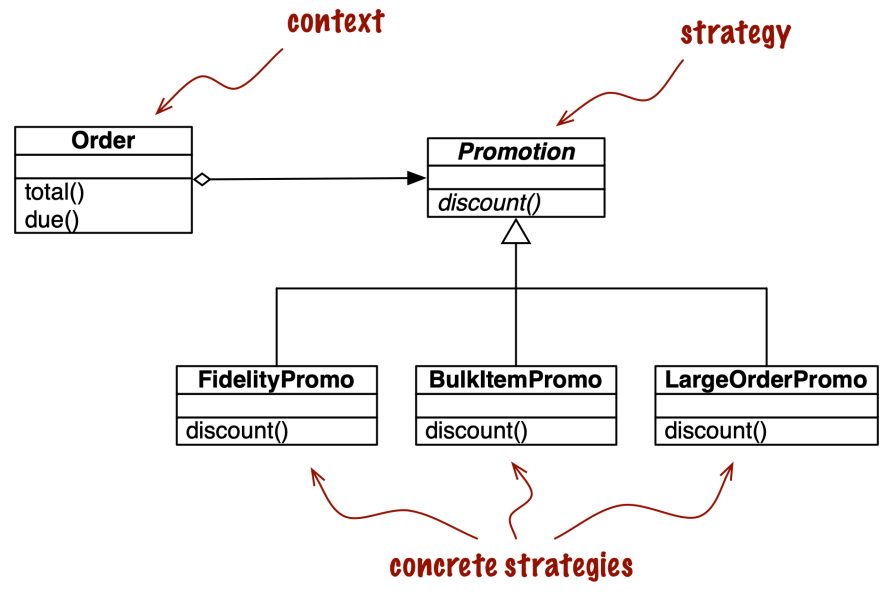 context
strategy
Order
total()
due()
Promotion
discount()
FidelityPromo
discount()
BulkItemPromo
discount()
LargeOrderPromo
discount()
concrete strategies